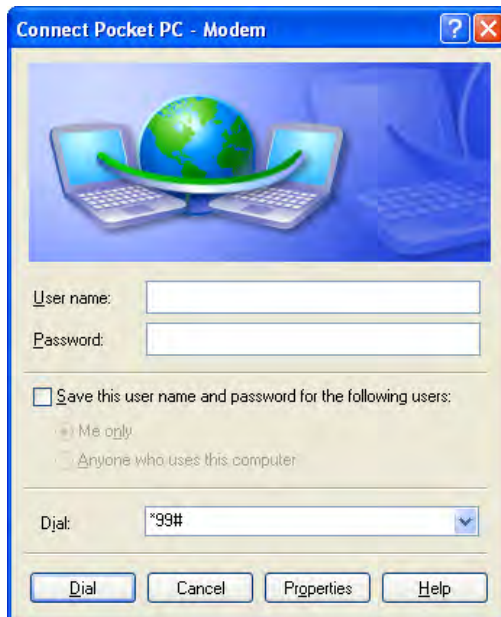 Connect Pocket PC - Modem
User name:
Password:
Save this user name and password for the following users:
Me only
Anyone who uses this computer
Dial: *99#
Dial Cancel Properties Help